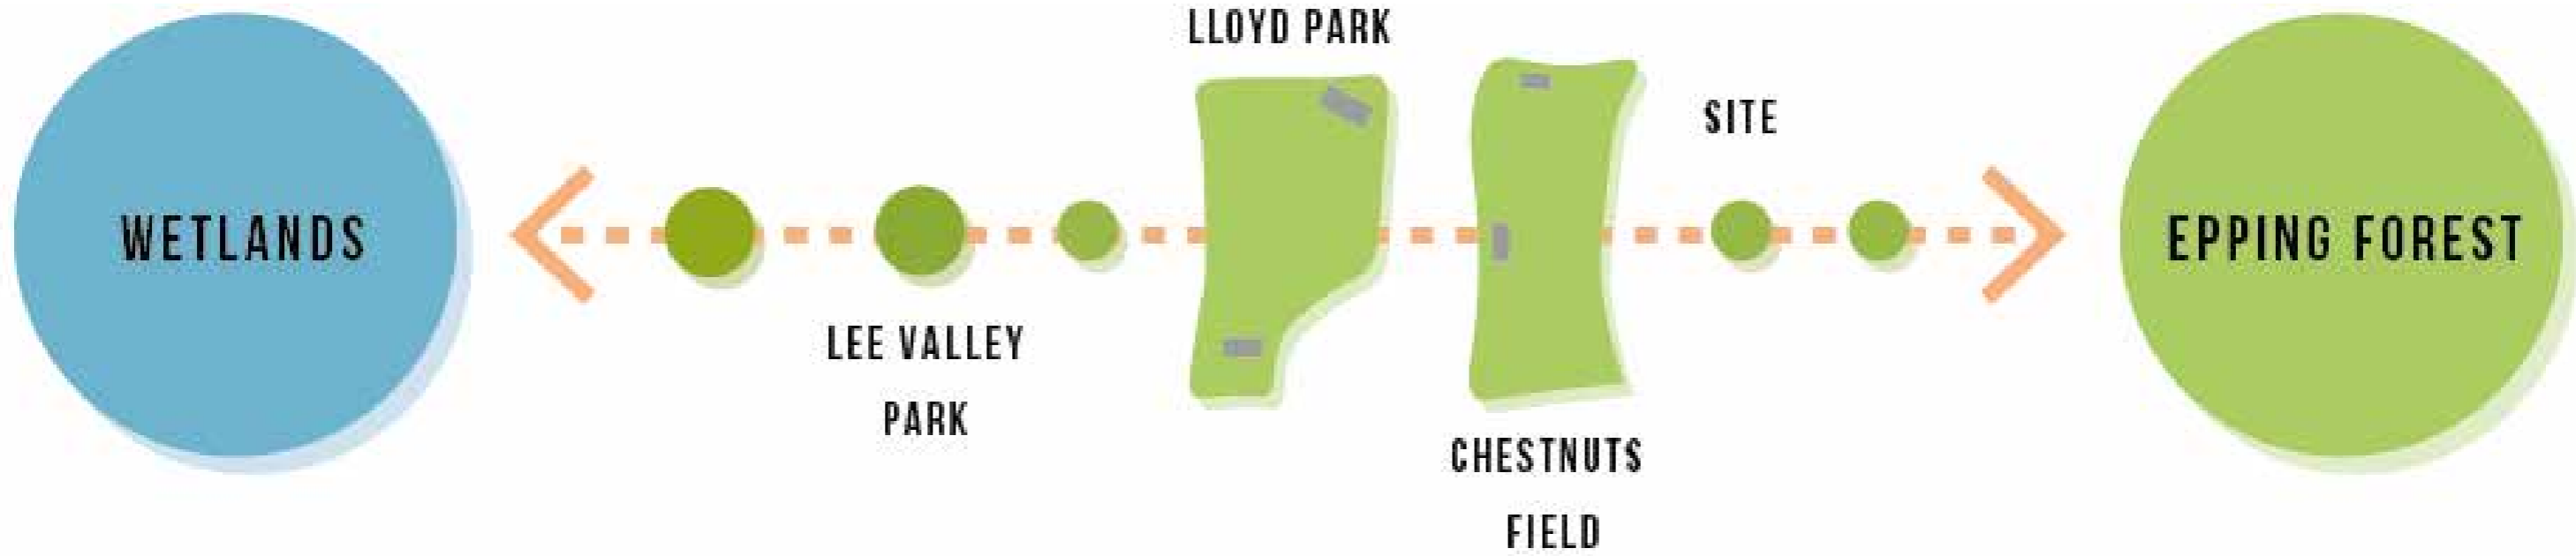 WETLANDS
LEE VALLEY
PARK
LLOYD PARK
CHESTNUTS
FIELD
SITE
EPPING FOREST